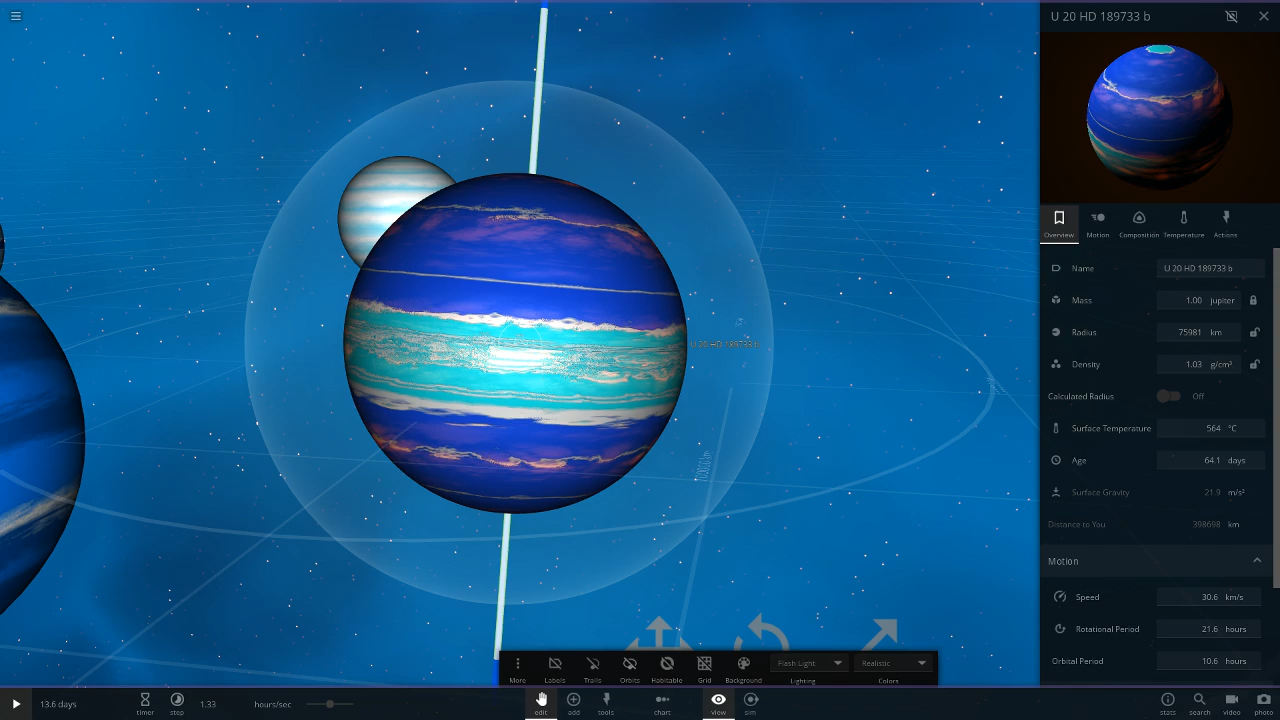 U 20 HD 189733 b
Overview
Motion
Composition
Temperature
Actions
Name
U 20 HD 189733 b
Mass
1.00 jupiter
Radius
75981 km
Density
1.03 g/cm³
Calculated Radius
Off
Surface Temperature
564 °C
Age
64.1 days
Surface Gravity
21.9 m/s²
Distance to You
398698 km
Motion
Speed
30.6 km/s
Rotational Period
21.6 hours
Orbital Period
10.6 hours
U 20 HD 189733 b
More
Labels
Trails
Orbits
Habitable
Grid
Background
Flash Light
Lighting
Realistic
Colors
13.6 days
timer
step
1.33 hours/sec
edit
add
tools
chart
view
sim
stats
search
video
photo